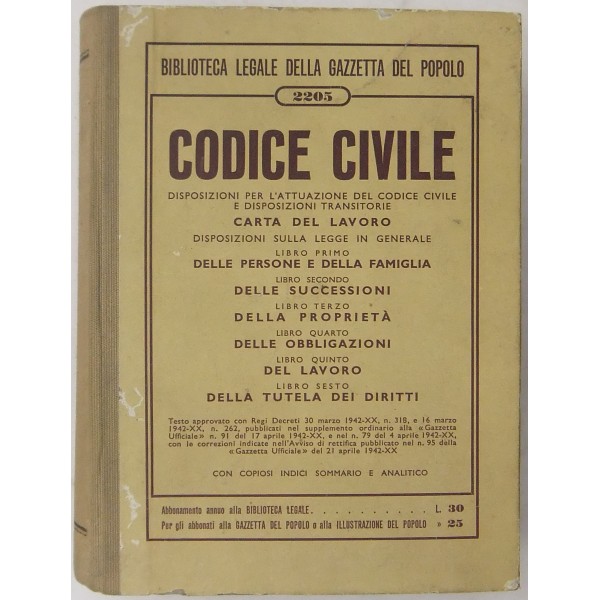 BIBLIOTECA LEGALE DELLA GAZZETTA DEL POPOLO
2205
CODICE CIVILE
DISPOSIZIONI PER L'ATTUAZIONE DEL CODICE CIVILE
E DISPOSIZIONI TRANSITORIE
CARTA DEL LAVORO
DISPOSIZIONI SULLA LEGGE IN GENERALE
LIBRO PRIMO
DELLE PERSONE E DELLA FAMIGLIA
LIBRO SECONDO
DELLE SUCCESSIONI
LIBRO TERZO
DELLA PROPRIETÀ
LIBRO QUARTO
DELLE OBBLIGAZIONI
LIBRO QUINTO
DEL LAVORO
LIBRO SESTO
DELLA TUTELA DEI DIRITTI
Testo approvato con Regi Decreti 30 marzo 1942-XX, n. 318, e 16 marzo
1942-XX, n. 262, pubblicati nel supplemento ordinario alla «Gazzetta
Ufficiale» n. 91 del 17 aprile 1942-XX, e nel n. 79 del 4 aprile 1942-XX,
con le correzioni indicate nell'Avviso di rettifica pubblicato nel n. 95 della
«Gazzetta Ufficiale» del 21 aprile 1942-XX
CON COPIOSI INDICI SOMMARIO E ANALITICO
Abbonamento annuo alla BIBLIOTECA LEGALE . . . . . . . . . . L. 30
Per gli abbonati alla GAZZETTA DEL POPOLO o alla ILLUSTRAZIONE DEL POPOLO » 25